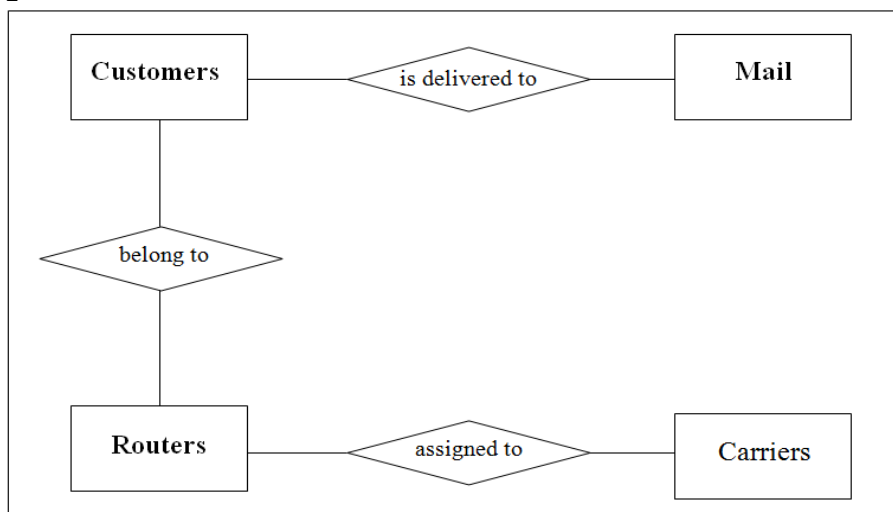 Customers
is delivered to
Mail
belong to
Routers
assigned to
Carriers